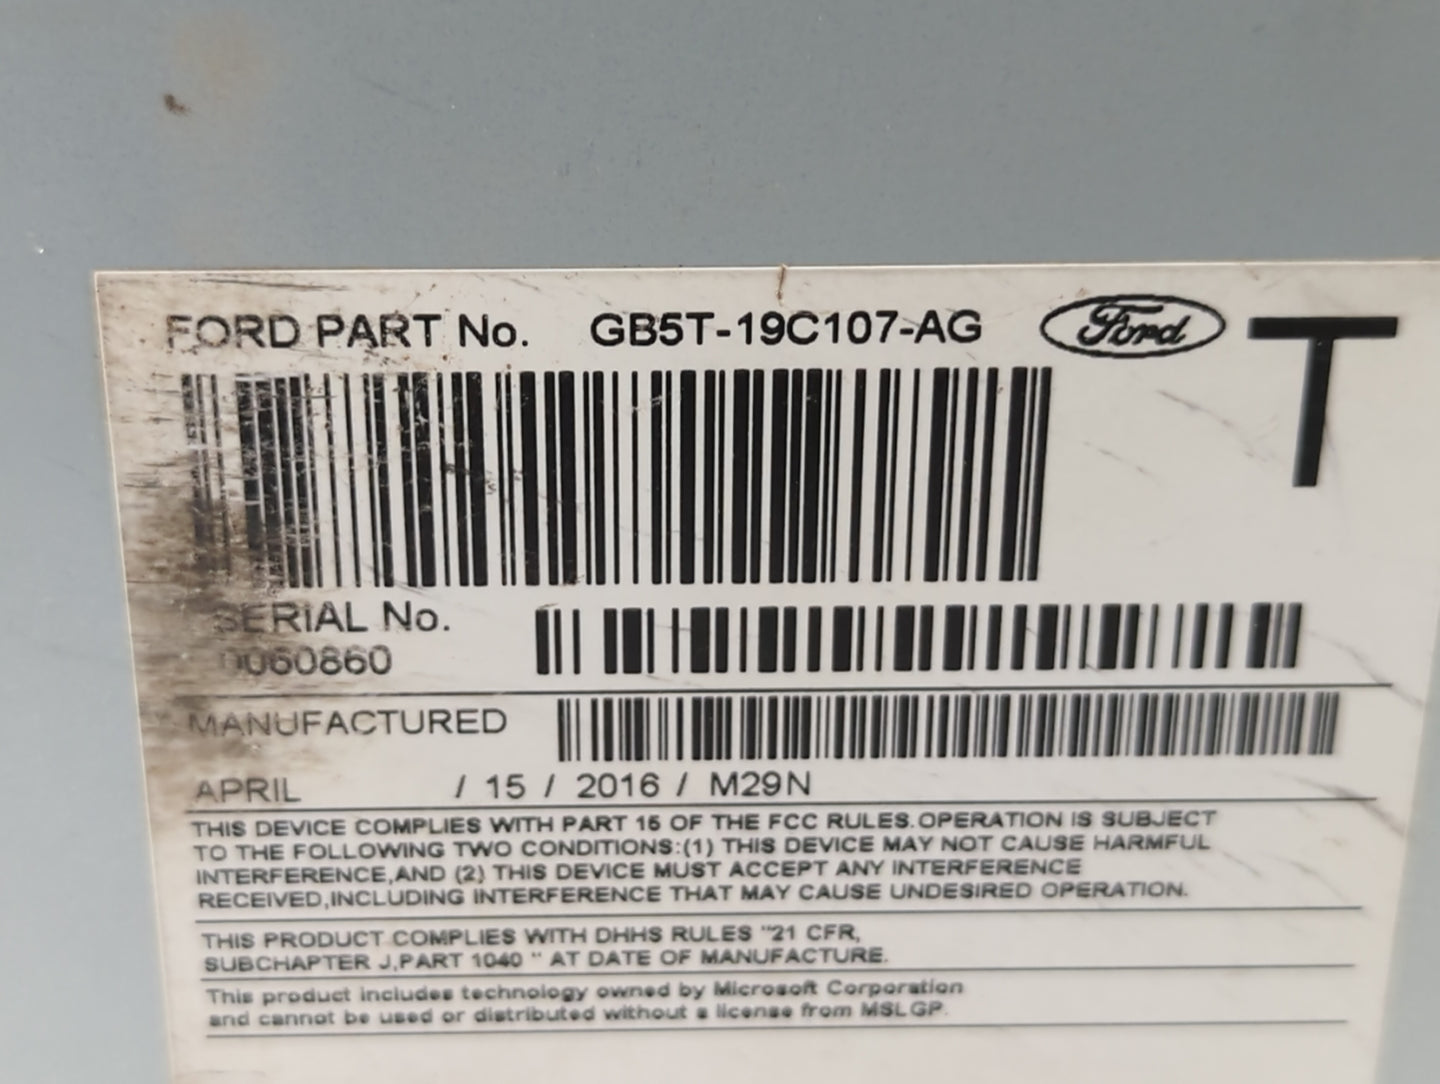 FORD PART No. GB5T-19C107-AG Ford T
SERIAL No.
0060860
MANUFACTURED
APRIL / 15 / 2016 / M29N
THIS DEVICE COMPLIES WITH PART 15 OF THE FCC RULES.OPERATION IS SUBJECT
TO THE FOLLOWING TWO CONDITIONS:(1) THIS DEVICE MAY NOT CAUSE HARMFUL
INTERFERENCE,AND (2) THIS DEVICE MUST ACCEPT ANY INTERFERENCE
RECEIVED,INCLUDING INTERFERENCE THAT MAY CAUSE UNDESIRED OPERATION.
THIS PRODUCT COMPLIES WITH DHHS RULES "21 CFR,
SUBCHAPTER J,PART 1040 " AT DATE OF MANUFACTURE.
This product includes technology owned by Microsoft Corporation
and cannot be used or distributed without a license from MSLGP.